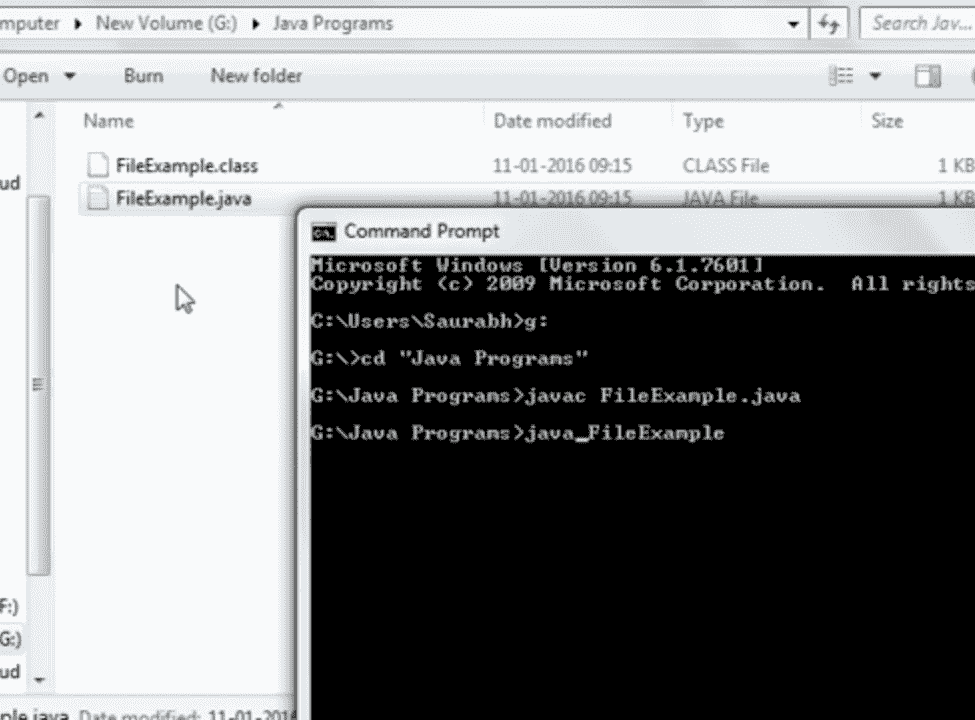 mputer ▸ New Volume (G:) ▸ Java Programs
Search Jav...
Open Burn New folder
Name Date modified Type Size
FileExample.class 11-01-2016 09:15 CLASS File 1 KB
FileExample.java 11-01-2016 09:15 JAVA File 1 KB
ud
F:)
G:)
ud
ple.java Date modified: 11-01-2016
Command Prompt
Microsoft Windows [Version 6.1.7601]
Copyright (c) 2009 Microsoft Corporation. All rights
C:\Users\Saurabh>g:
G:\>cd "Java Programs"
G:\Java Programs>javac FileExample.java
G:\Java Programs>java_FileExample